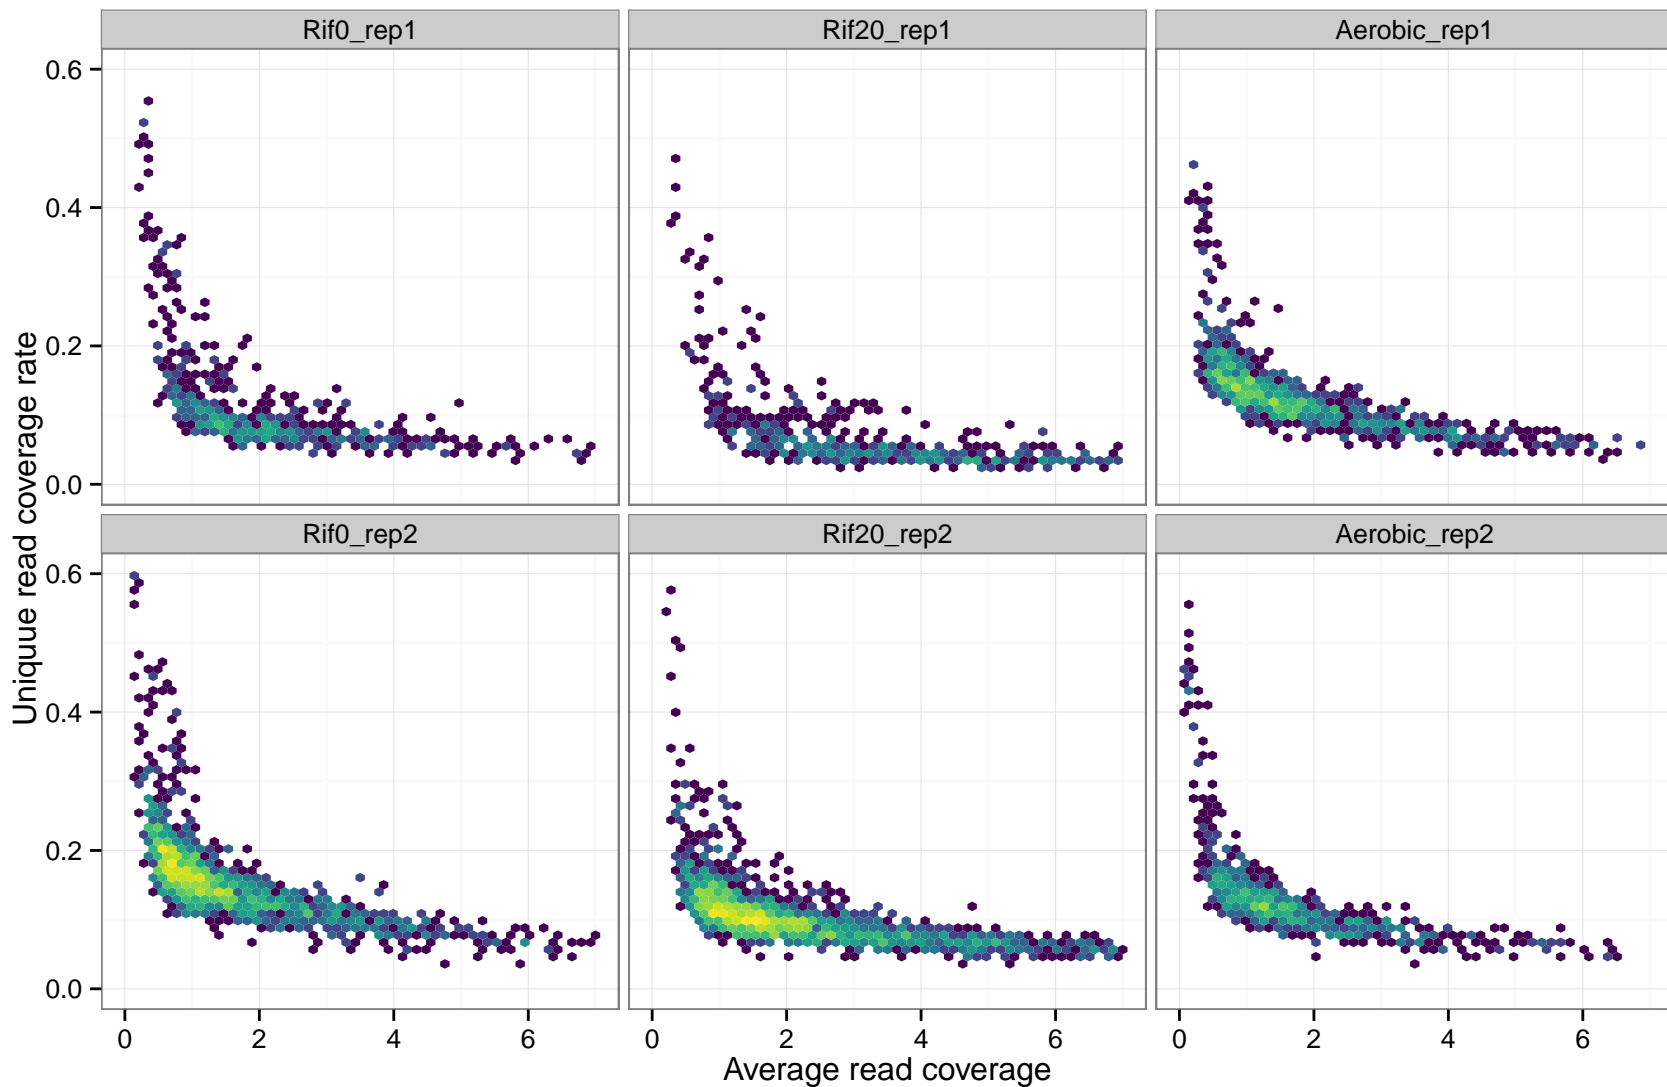 Rif0_rep1 Rif20_rep1 Aerobic_rep1
0.6
0.4
0.2
0.0
Rif0_rep2 Rif20_rep2 Aerobic_rep2
0.6
0.4
0.2
0.0
0 2 4 6 0 2 4 6 0 2 4 6
Average read coverage
Uniquue read coverage rate